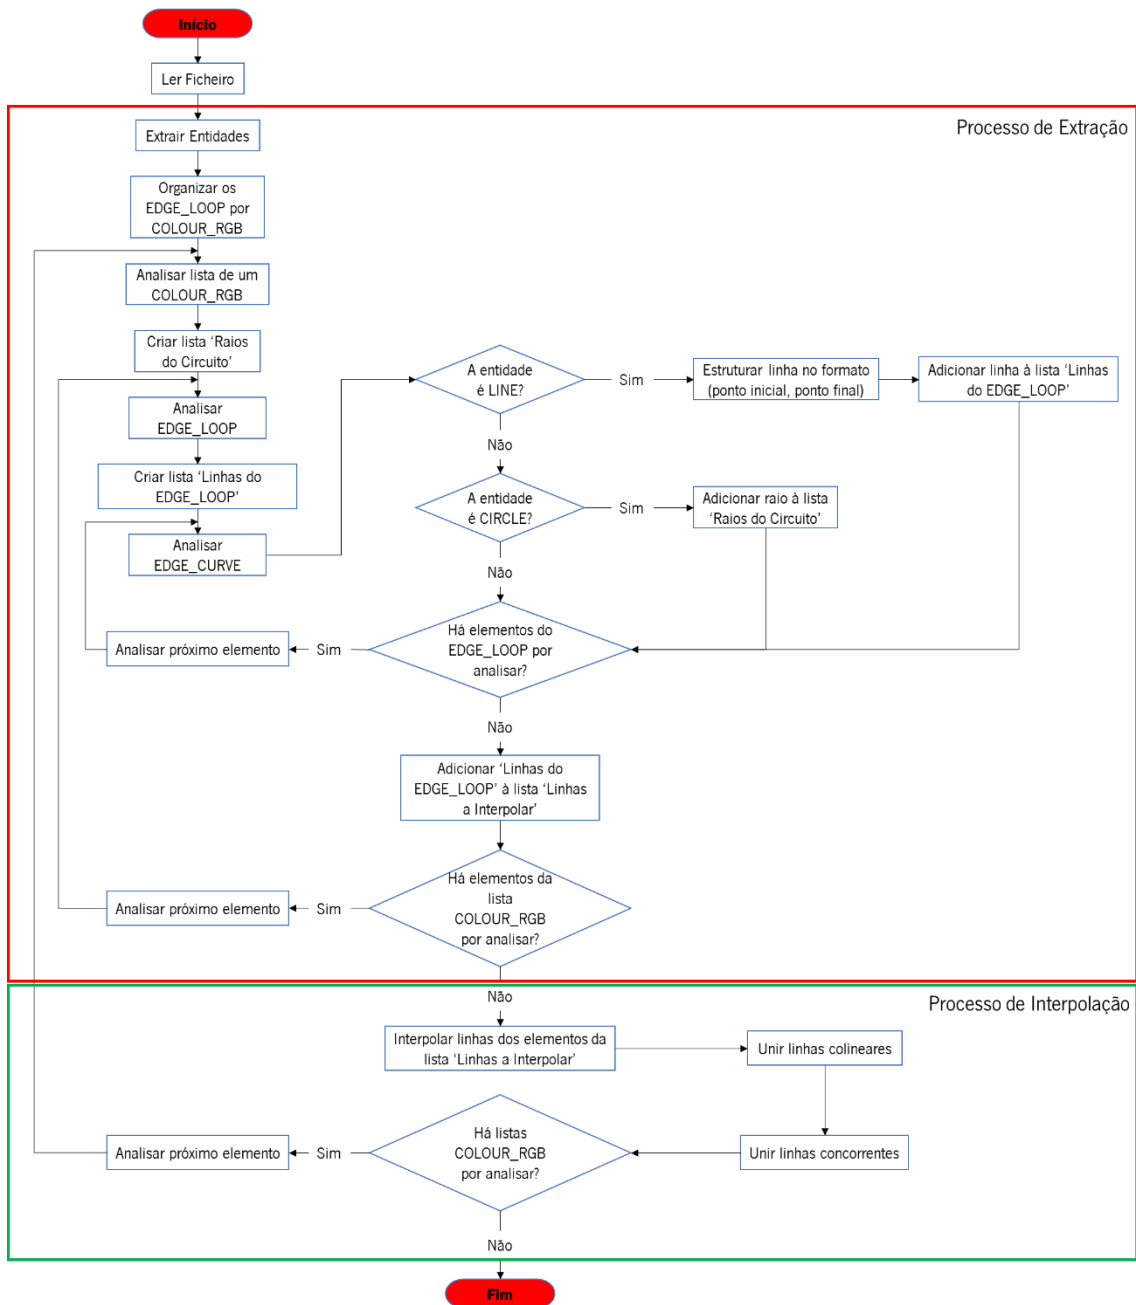 Início
Ler Ficheiro
Processo de Extração
Extrair Entidades
Organizar os
EDGE_LOOP por
COLOUR_RGB
Analisar lista de um
COLOUR_RGB
Criar lista ‘Raios
do Circuito’
Analisar
EDGE_LOOP
Criar lista ‘Linhas do
EDGE_LOOP’
Analisar
EDGE_CURVE
A entidade
é LINE?
Sim
Estruturar linha no formato
(ponto inicial, ponto final)
Adicionar linha à lista ‘Linhas
do EDGE_LOOP’
Não
A entidade
é CIRCLE?
Sim
Adicionar raio à lista
‘Raios do Circuito’
Não
Há elementos do
EDGE_LOOP por
analisar?
Sim
Analisar próximo elemento
Não
Adicionar ‘Linhas do
EDGE_LOOP’ à lista ‘Linhas
a Interpolar’
Há elementos da
lista
COLOUR_RGB
por analisar?
Sim
Analisar próximo elemento
Não
Processo de Interpolação
Interpolar linhas dos elementos da
lista ‘Linhas a Interpolar’
Unir linhas colineares
Unir linhas concorrentes
Há listas
COLOUR_RGB
por analisar?
Sim
Analisar próximo elemento
Não
Fim